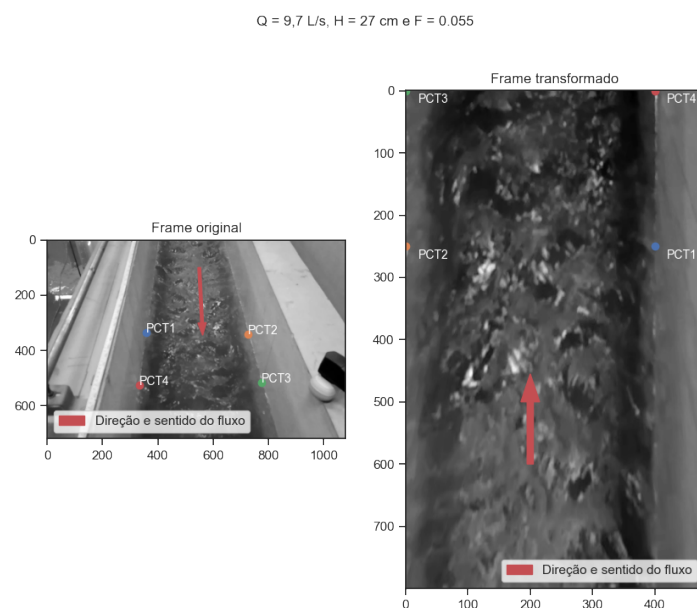 Q = 9,7 L/s, H = 27 cm e F = 0.055
Frame original
0
200
400
600
PCT1
PCT2
PCT4
PCT3
Direção e sentido do fluxo
0 200 400 600 800 1000
Frame transformado
0
100
200
300
400
500
600
700
PCT3
PCT4
PCT2
PCT1
Direção e sentido do fluxo
0 100 200 300 400